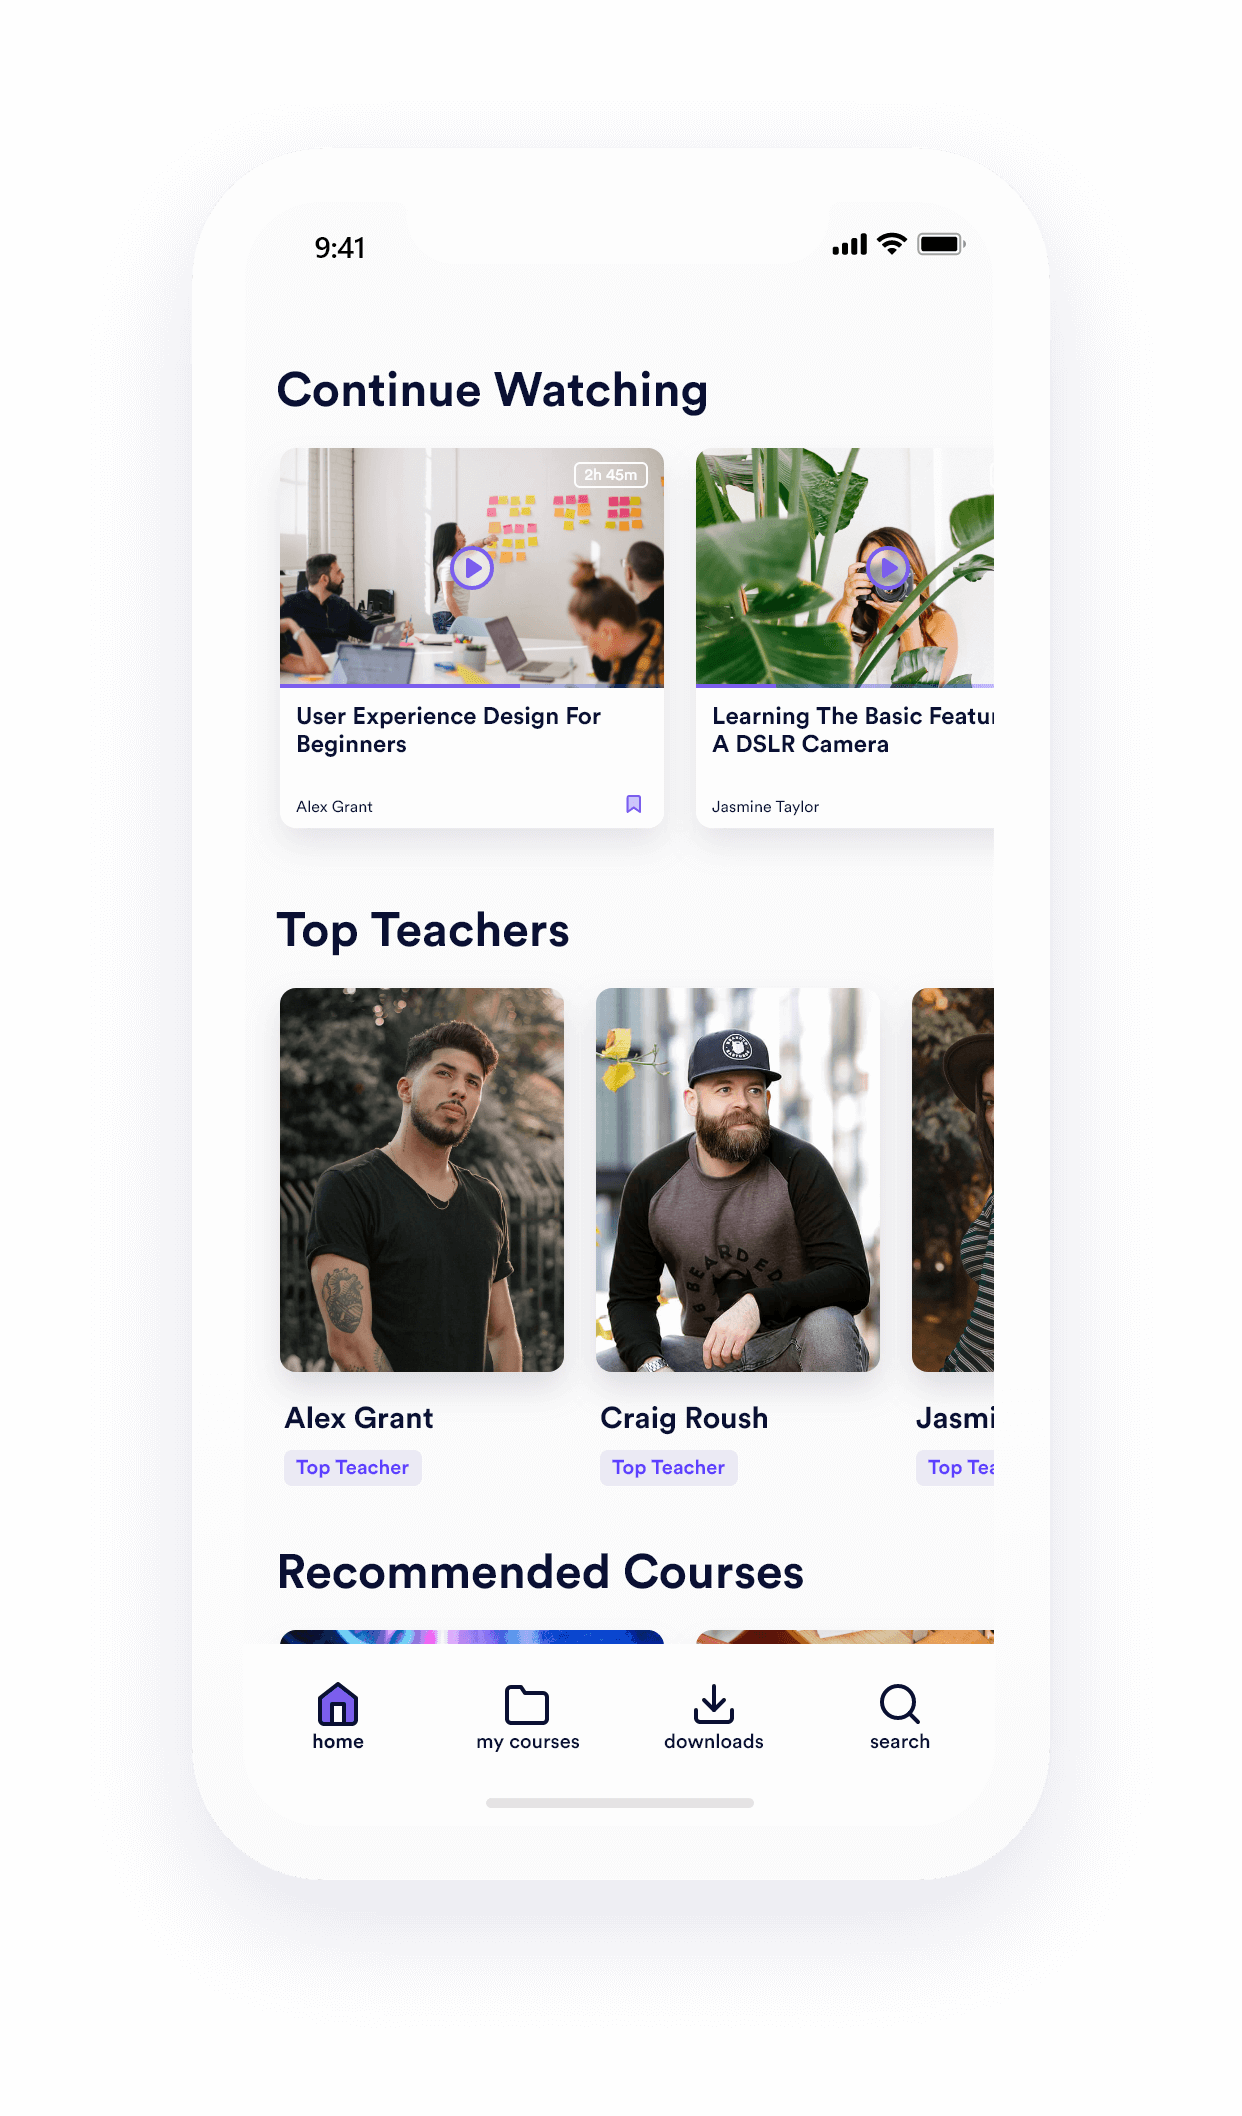 9:41
Continue Watching
2h 45m
User Experience Design For
Beginners
Alex Grant
Learning The Basic Featur
A DSLR Camera
Jasmine Taylor
Top Teachers
BEARDED
Alex Grant
Top Teacher
Craig Roush
Top Teacher
Jasmi
Top Tea
Recommended Courses
home
my courses
downloads
search